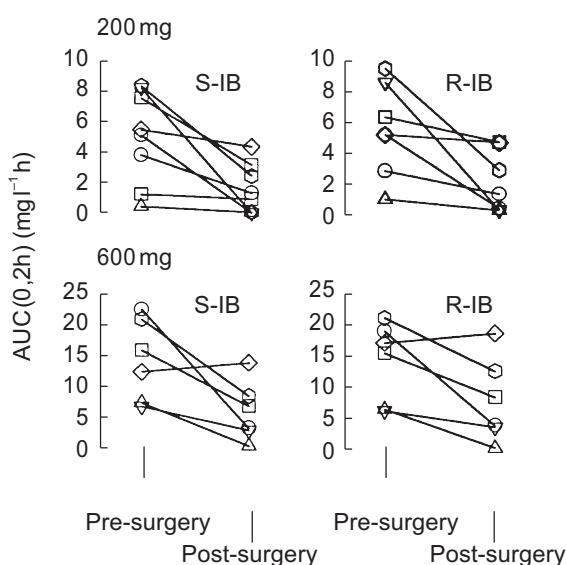 200 mg
S-IB
R-IB
10
8
6
4
2
0
10
8
6
4
2
0
AUC(0,2h) (mg l⁻¹ h)
600 mg
S-IB
R-IB
25
20
15
10
5
0
25
20
15
10
5
0
Pre-surgery
Post-surgery
Pre-surgery
Post-surgery